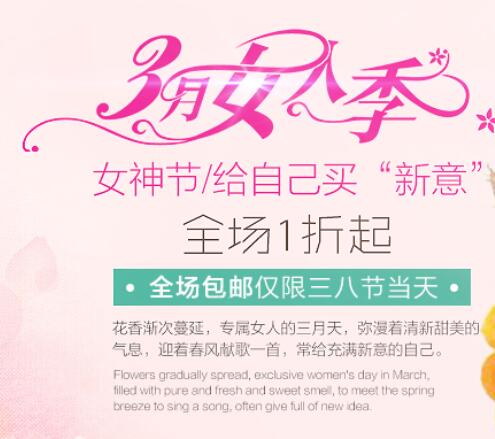 3月女人季
女神节/给自己买“新意”
全场1折起
• 全场包邮仅限三八节当天 •
花香渐次蔓延，专属女人的三月天，弥漫着清新甜美的
气息，迎着春风献歌一首，常给充满新意的自己。
Flowers gradually spread, exclusive women's day in March,
filled with pure and fresh and sweet smell, to meet the spring
breeze to sing a song, often give full of new idea.